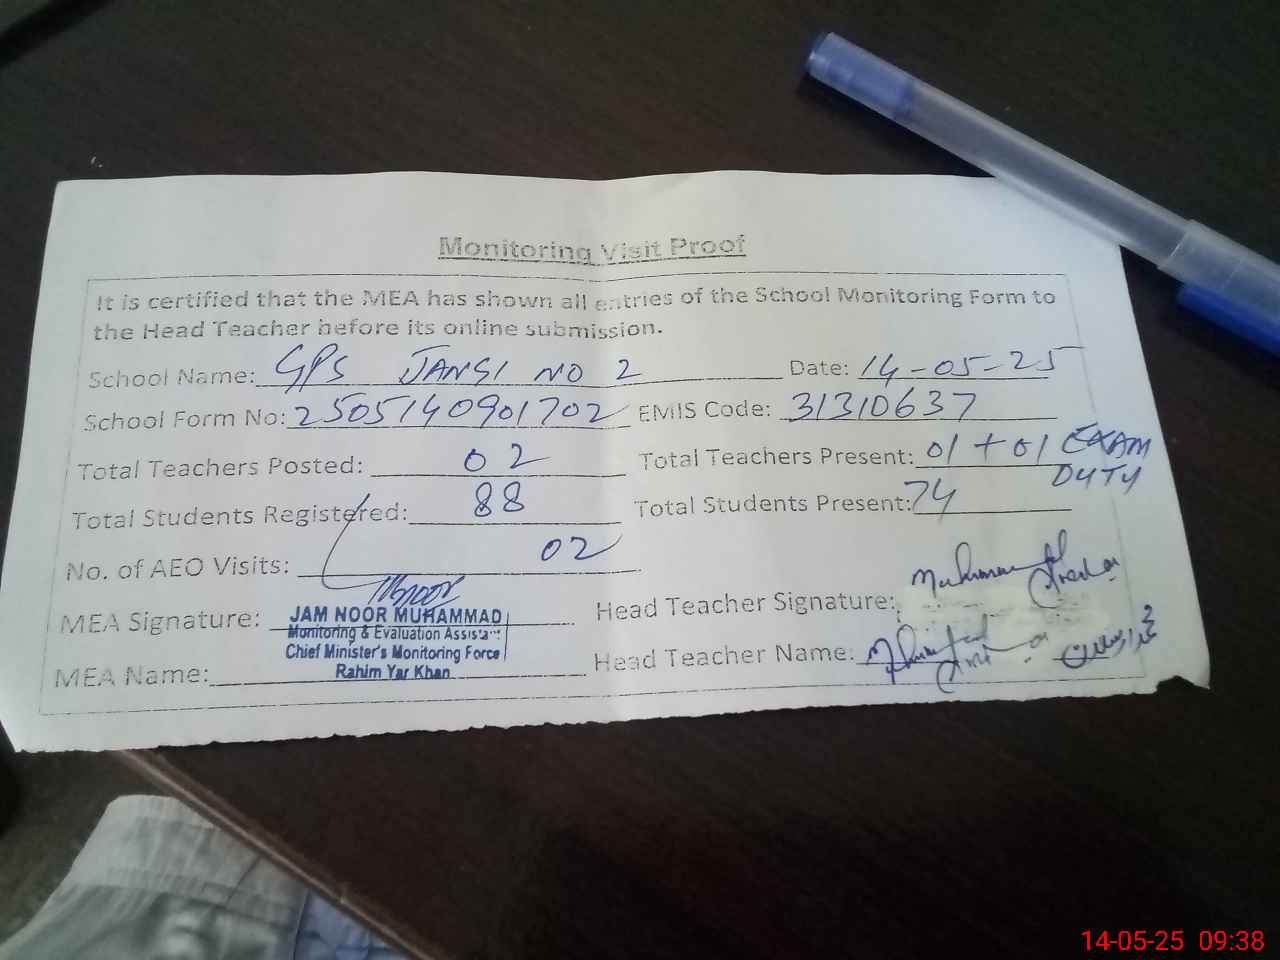 Monitoring Visit Proof
It is certified that the MEA has shown all entries of the School Monitoring Form to
the Head Teacher before its online submission.
School Name: GPS JANGI NO 2 Date: 14-05-25
School Form No: 2505140901702 EMIS Code: 31310637
Total Teachers Posted: 02 Total Teachers Present: 01 + 01 EXAM
DUTY
Total Students Registered: 88 Total Students Present: 74
No. of AEO Visits: 02
MEA Signature: Head Teacher Signature:
JAM NOOR MUHAMMAD
Monitoring & Evaluation Assistant
Chief Minister's Monitoring Force
Rahim Yar Khan
MEA Name: Head Teacher Name:
14-05-25 09:38